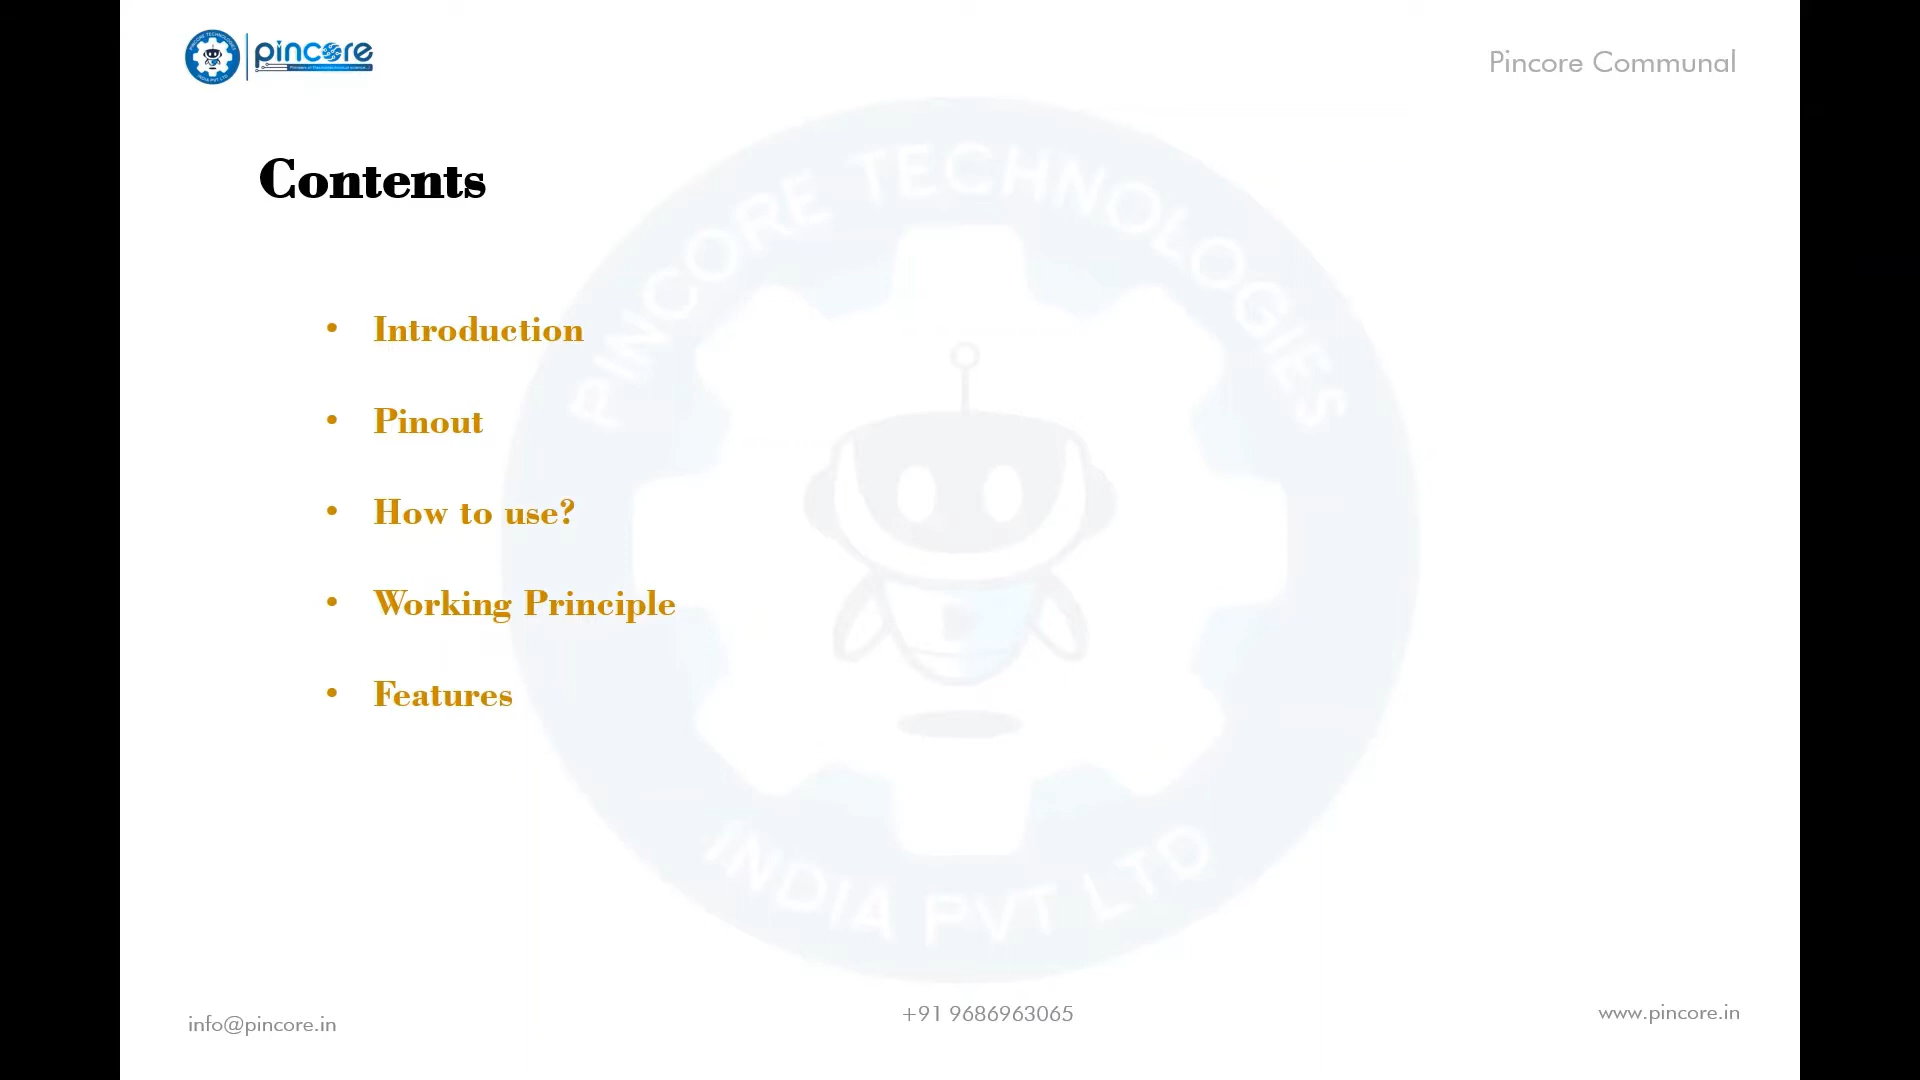 pincore
Pincore Communal
PINCORE TECHNOLOGIES
Contents
• Introduction
• Pinout
• How to use?
• Working Principle
• Features
INDIA PVT LTD
info@pincore.in
+91 9686963065
www.pincore.in